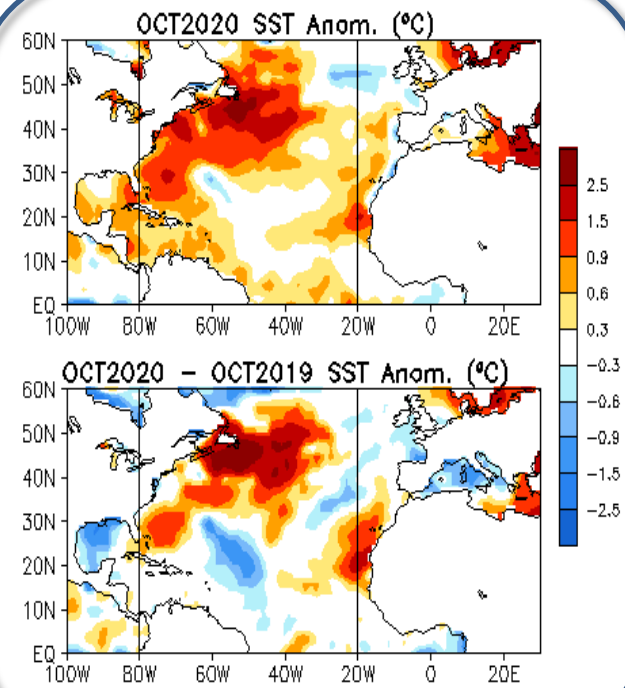 OCT2020 SST Anom. (ºC)
60N
50N
40N
30N
20N
10N
EQ
100W 80W 60W 40W 20W 0 20E
OCT2020 – OCT2019 SST Anom. (ºC)
60N
50N
40N
30N
20N
10N
EQ
100W 80W 60W 40W 20W 0 20E
2.5
1.5
0.9
0.6
0.3
−0.3
−0.6
−0.9
−1.5
−2.5